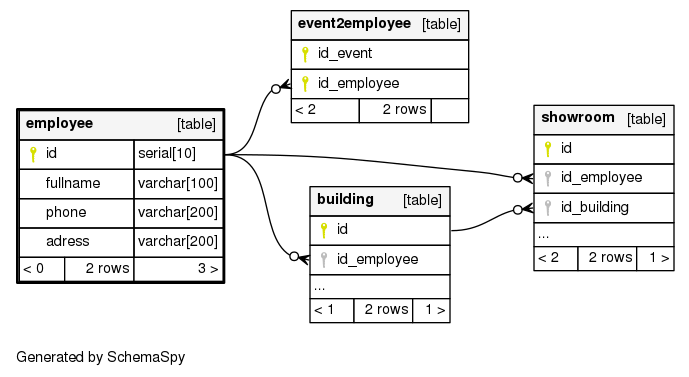 event2employee [table]
id_event
id_employee
< 2 2 rows
employee [table]
id serial[10]
fullname varchar[100]
phone varchar[200]
adress varchar[200]
< 0 2 rows 3 >
building [table]
id
id_employee
...
< 1 2 rows 1 >
showroom [table]
id
id_employee
id_building
...
< 2 2 rows 1 >
Generated by SchemaSpy